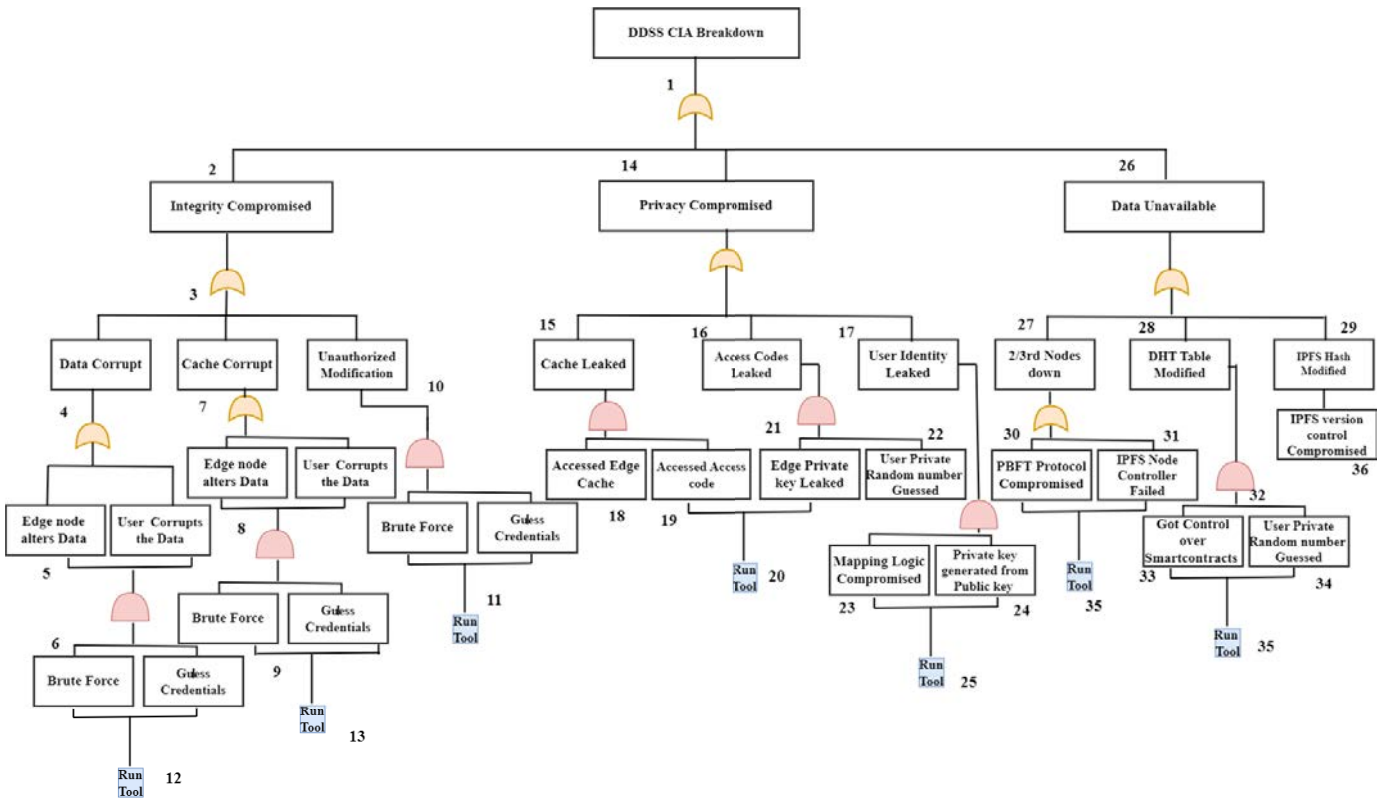 DDSS CIA Breakdown
1
2
14
26
Integrity Compromised
Privacy Compromised
Data Unavailable
3
15
16
17
27
28
29
Data Corrupt
Cache Corrupt
Unauthorized
Modification
Cache Leaked
Access Codes
Leaked
User Identity
Leaked
2/3rd Nodes
down
DHT Table
Modified
IPFS Hash
Modified
10
4
7
21
22
30
31
IPFS version
control
Compromised
36
Edge node
alters Data
User Corrupts
the Data
Accessed Edge
Cache
Accessed Access
code
Edge Private
key Leaked
User Private
Random number
Guessed
PBFT Protocol
Compromised
IPFS Node
Controller
Failed
32
Edge node
alters Data
User Corrupts
the Data
8
Brute Force
Guless
Credentials
18
19
Got Control
over
Smartcontracts
User Private
Random number
Guessed
5
Mapping Logic
Compromised
Private key
generated from
Public key
Run
Tool
20
Run
Tool
35
33
34
Run
Tool
11
23
24
Brute Force
Guless
Credentials
6
9
Run
Tool
35
Brute Force
Guless
Credentials
Run
Tool
25
Run
Tool
13
Run
Tool
12